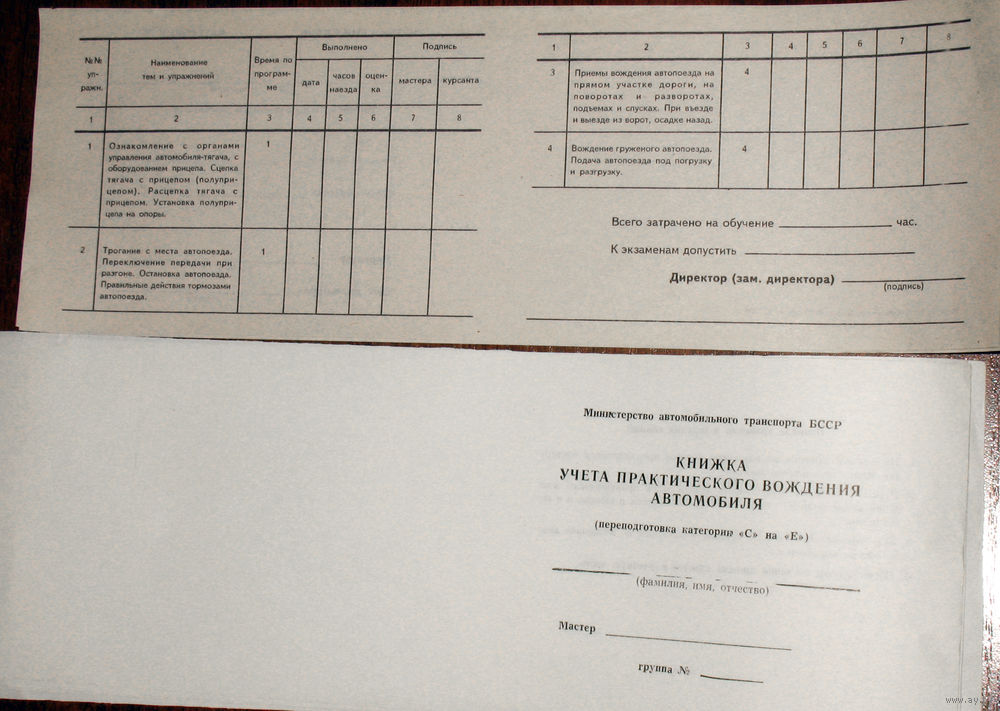 №№ уп- ражн.
Наименование тем и упражнений
Время по програм- ме
Выполнено
Подпись
дата
часов наезда
оцен- ка
мастера
курсанта
1 2 3 4 5 6 7 8
1
Ознакомление с органами
управления автомобиля-тягача, с
оборудованием прицепа. Сцепка
тягача с прицепом (полупри-
цепом). Расцепка тягача с
прицепом. Установка полупри-
цепа на опоры.
1
2
Трогание с места автопоезда.
Переключение передачи при
разгоне. Остановка автопоезда.
Правильные действия тормозами
автопоезда.
1
1 2 3 4 5 6 7 8
3
Приемы вождения автопоезда на
прямом участке дороги, на
поворотах и разворотах,
подъемах и спусках. При въезде
и выезде из ворот, осадке назад.
4
4
Вождение груженого автопоезда.
Подача автопоезда под погрузку
и разгрузку.
4
Всего затрачено на обучение час.
К экзаменам допустить
Директор (зам. директора)
(подпись)
Министерство автомобильного транспорта БССР
КНИЖКА
УЧЕТА ПРАКТИЧЕСКОГО ВОЖДЕНИЯ
АВТОМОБИЛЯ
(переподготовка категории «С» на «Е»)
(фамилия, имя, отчество)
Мастер
группа №